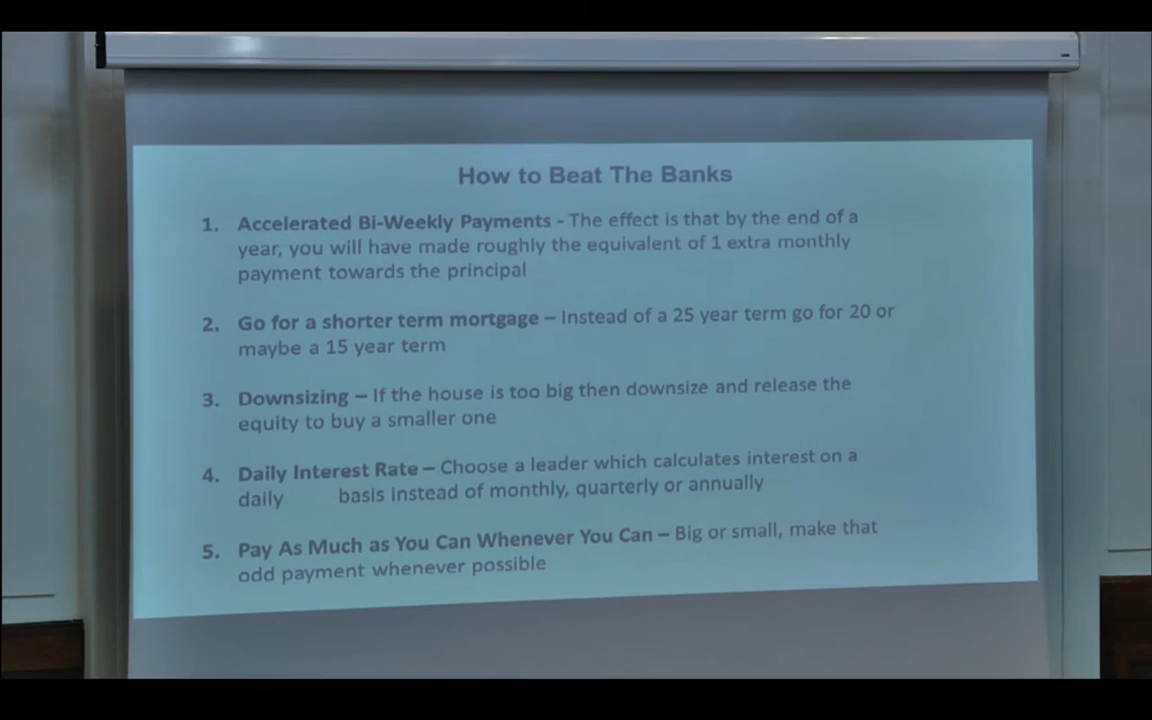 How to Beat The Banks
1. Accelerated Bi-Weekly Payments - The effect is that by the end of a
year, you will have made roughly the equivalent of 1 extra monthly
payment towards the principal
2. Go for a shorter term mortgage – Instead of a 25 year term go for 20 or
maybe a 15 year term
3. Downsizing – If the house is too big then downsize and release the
equity to buy a smaller one
4. Daily Interest Rate – Choose a leader which calculates interest on a
daily basis instead of monthly, quarterly or annually
5. Pay As Much as You Can Whenever You Can – Big or small, make that
odd payment whenever possible